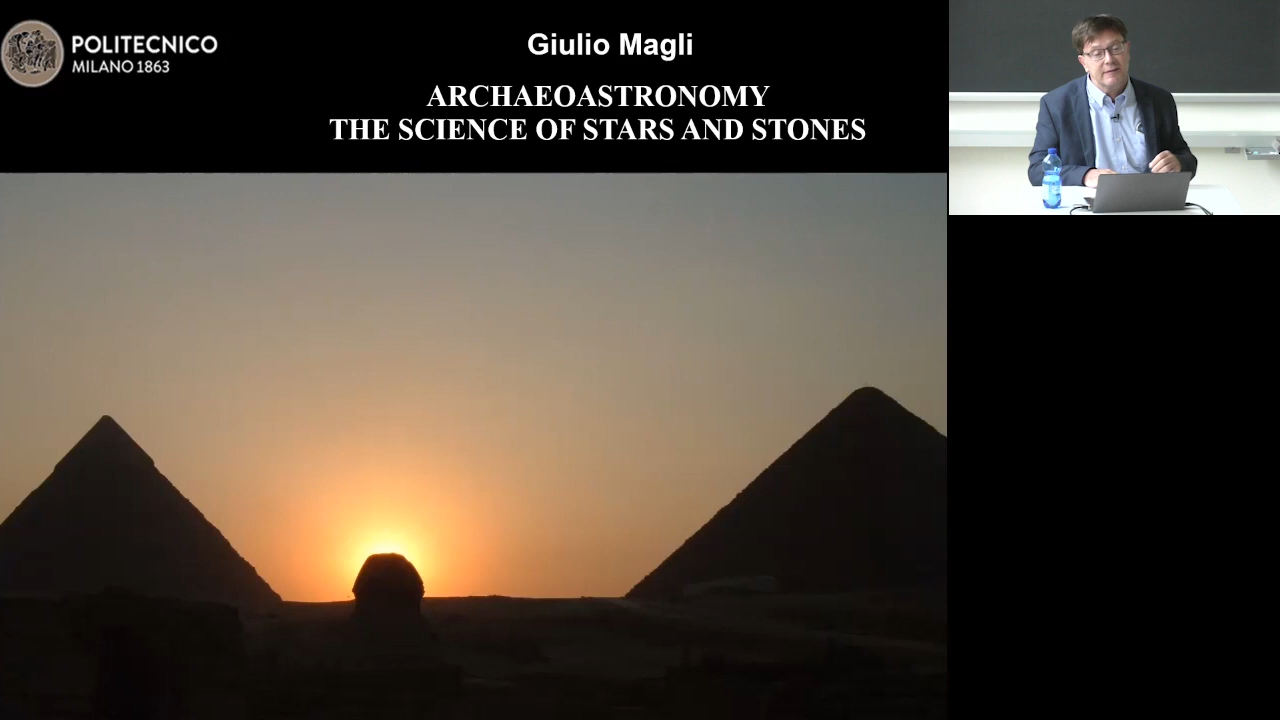 POLITECNICO
MILANO 1863
Giulio Magli
ARCHAEOASTRONOMY
THE SCIENCE OF STARS AND STONES